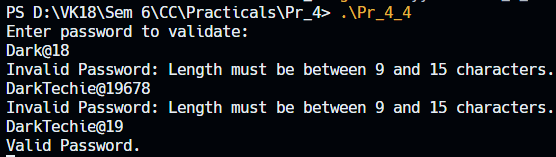 PS D:\VK18\Sem 6\CC\Practicals\Pr_4> .\Pr_4_4
Enter password to validate:
Dark@18
Invalid Password: Length must be between 9 and 15 characters.
DarkTechie@19678
Invalid Password: Length must be between 9 and 15 characters.
DarkTechie@19
Valid Password.